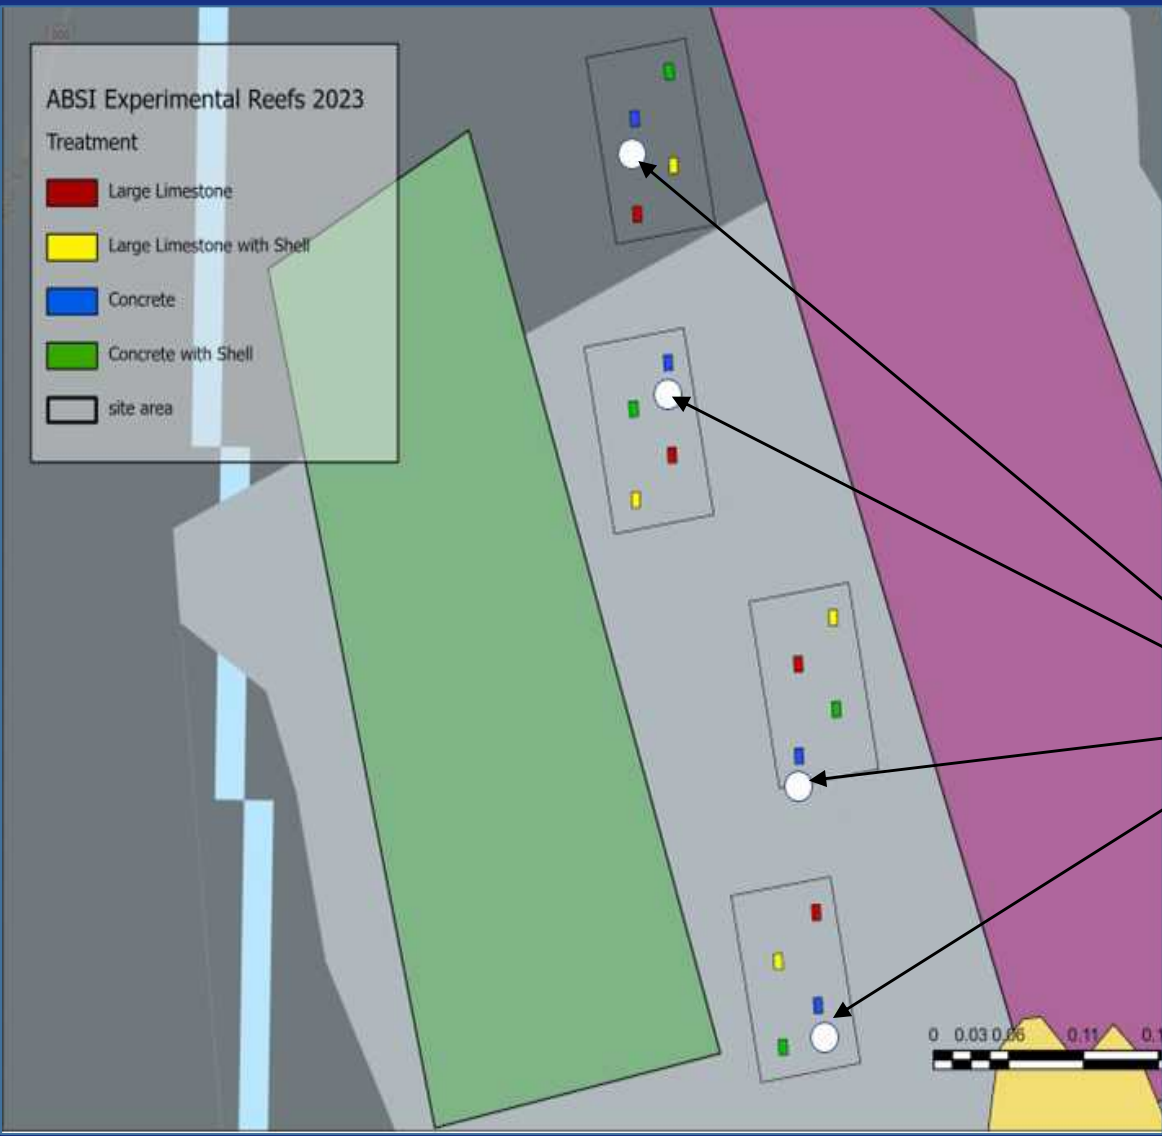 ABSI Experimental Reefs 2023
Treatment
Large Limestone
Large Limestone with Shell
Concrete
Concrete with Shell
site area
0 0.03 0.06 0.11